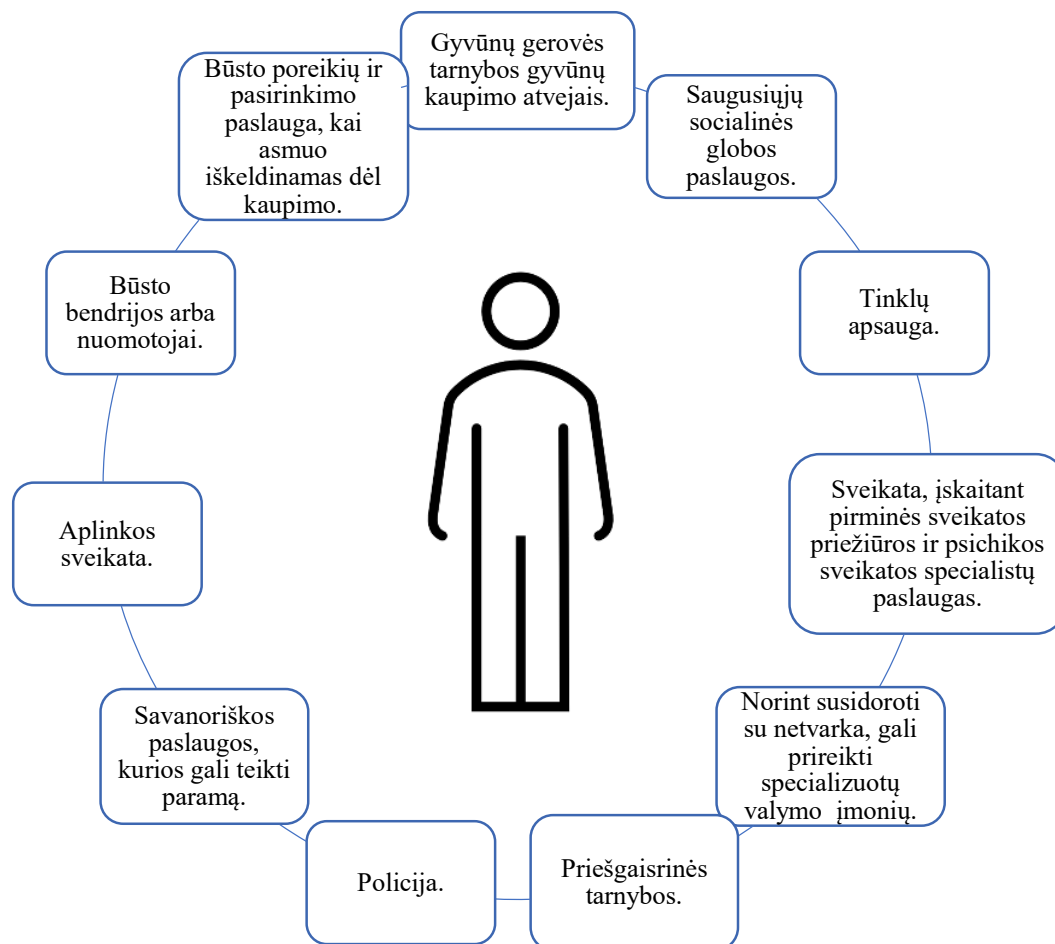 Gyvūnų gerovės
tarnybos gyvūnų
kaupimo atvejais.
Saugusiųjų
socialinės
globos
paslaugos.
Tinklų
apsauga.
Sveikata, įskaitant
pirminės sveikatos
priežiūros ir psichikos
sveikatos specialistų
paslaugas.
Norint susidoroti
su netvarka, gali
prireikti
specializuotų
valymo įmonių.
Priešgaisrinės
tarnybos.
Policija.
Savanoriškos
paslaugos,
kurios gali teikti
paramą.
Aplinkos
sveikata.
Būsto
bendrijos arba
nuomotojai.
Būsto poreikių ir
pasirinkimo
paslauga, kai
asmuo
iškeldinamas dėl
kaupimo.